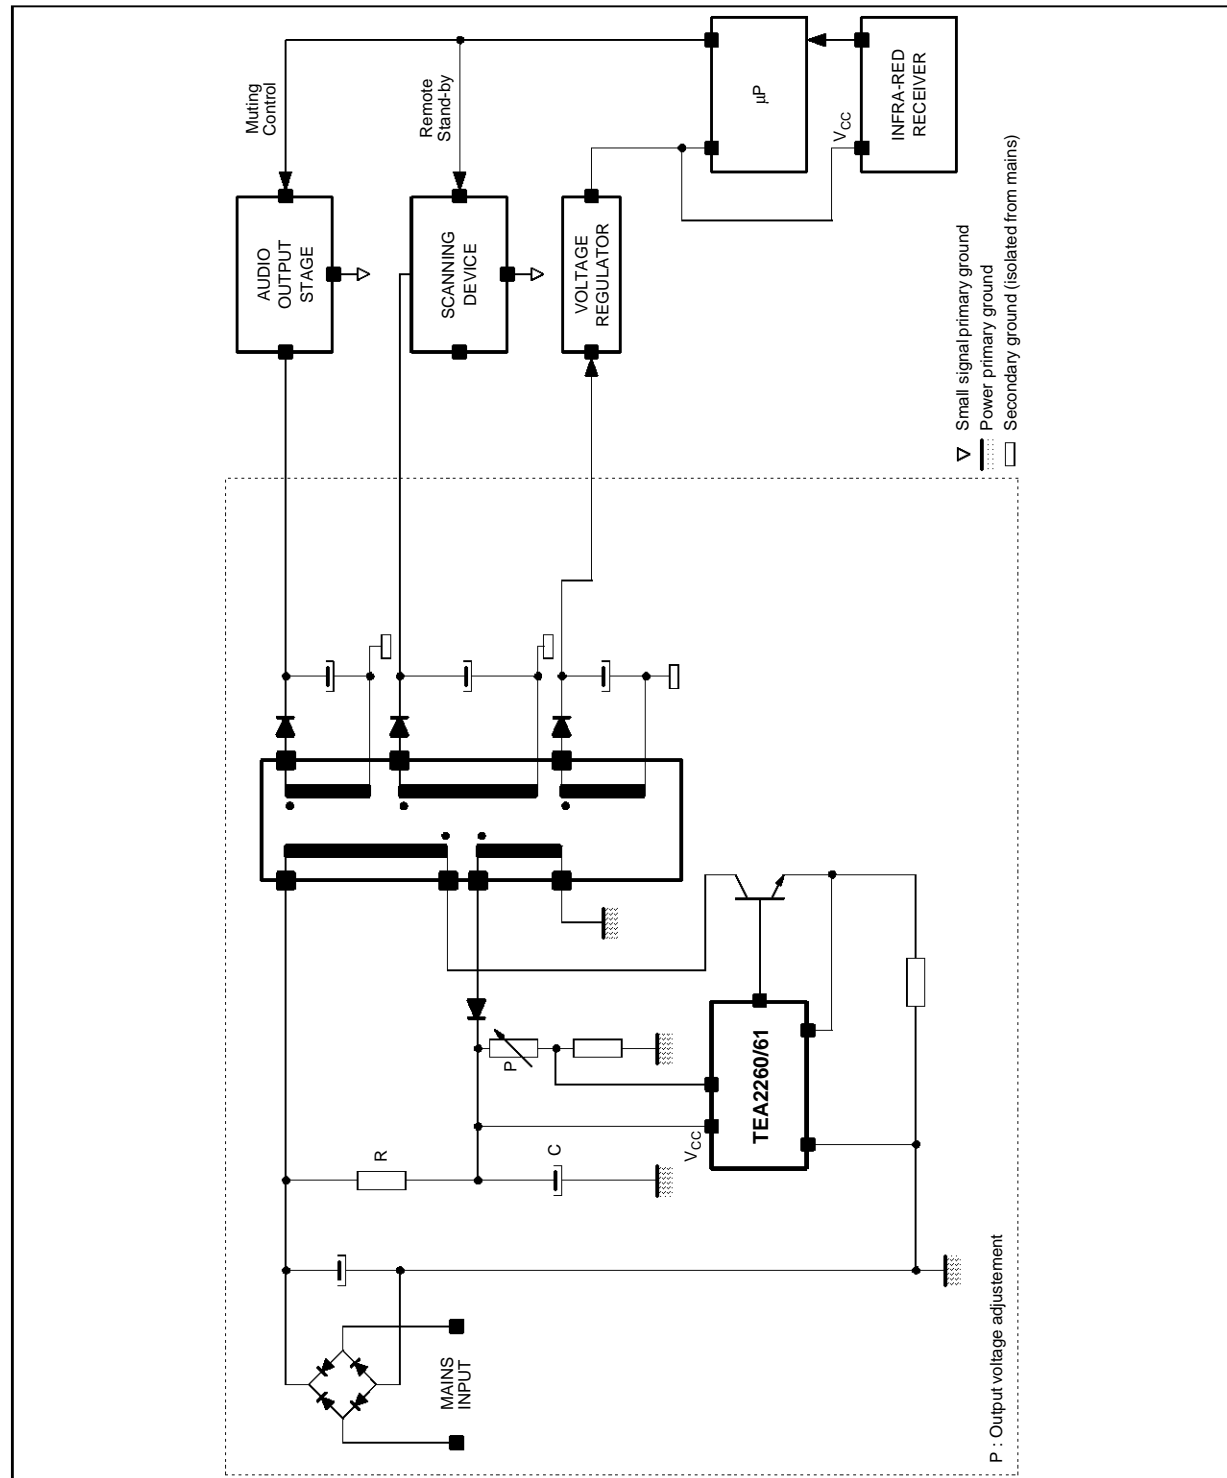 MAINS
INPUT
R
C
P
VCC
TEA2260/61
P : Output voltage adjustement
AUDIO
OUTPUT
STAGE
Muting
Control
SCANNING
DEVICE
Remote
Stand-by
VOLTAGE
REGULATOR
µP
VCC
INFRA-RED
RECEIVER
Small signal primary ground
Power primary ground
Secondary ground (isolated from mains)